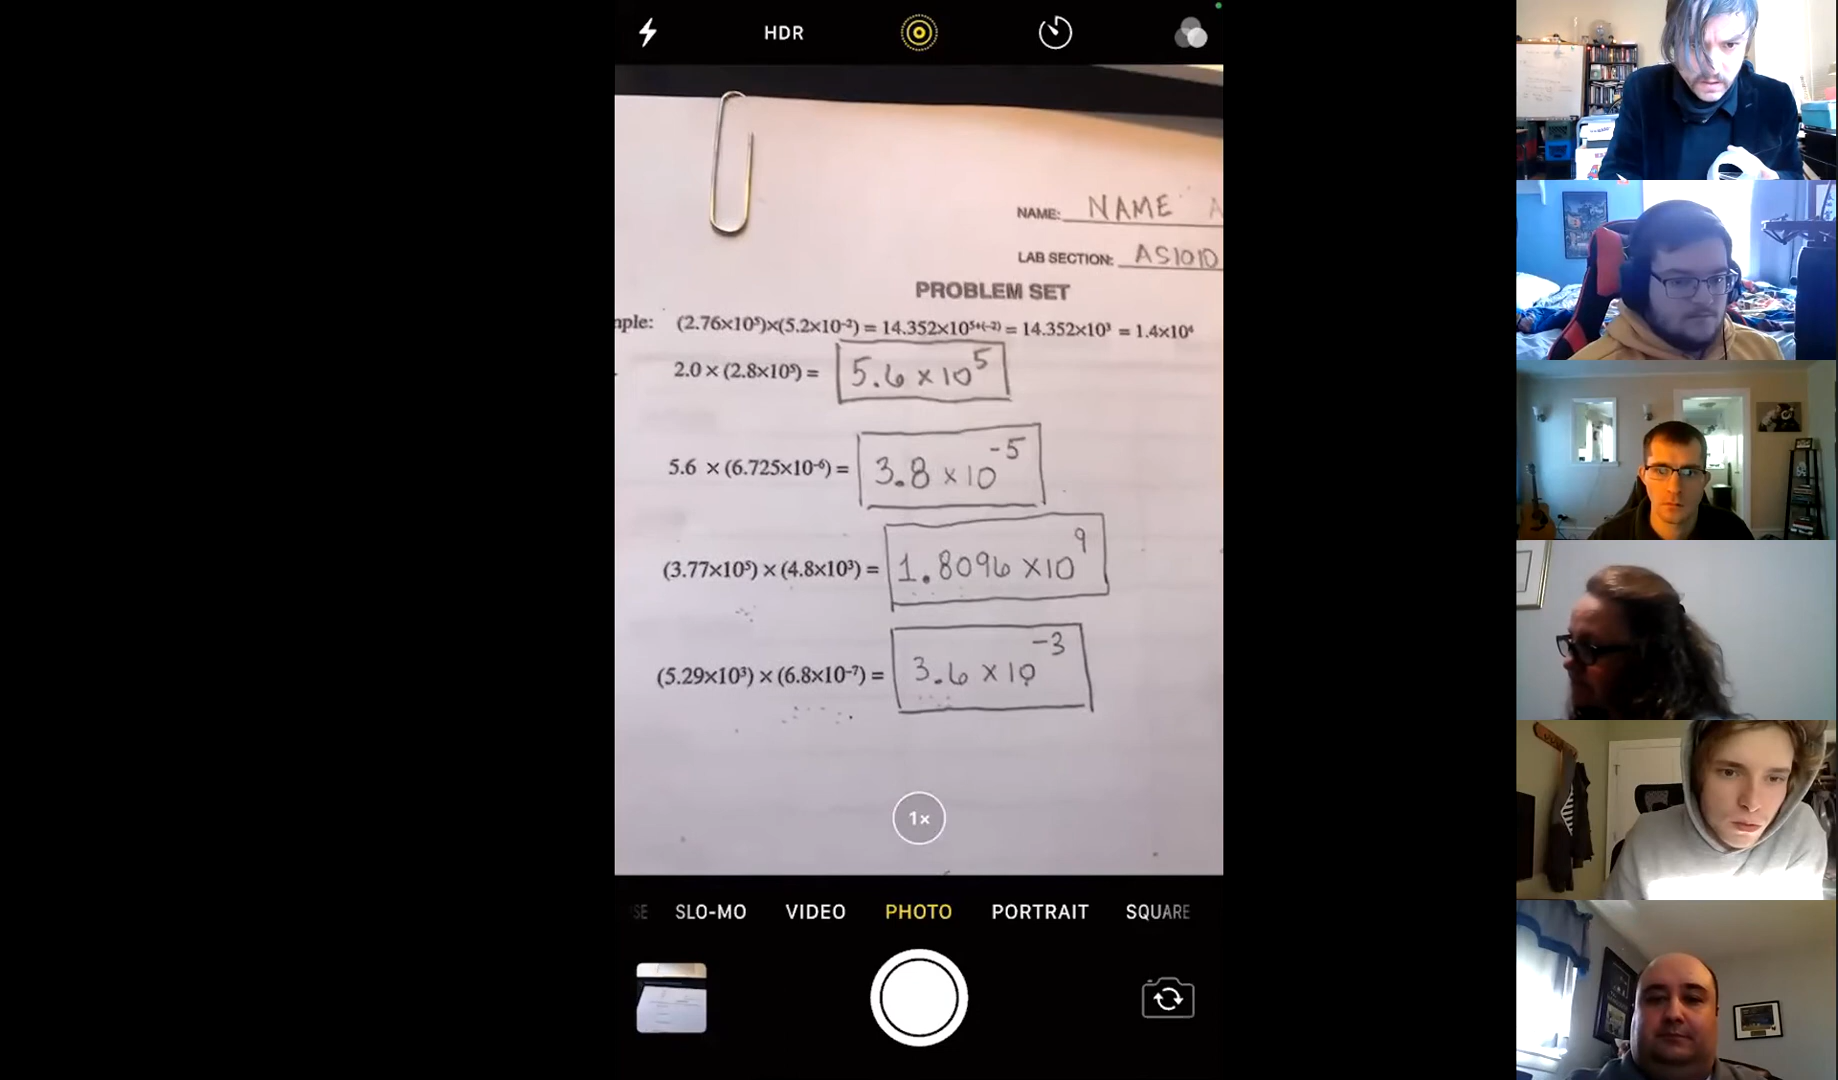 HDR
NAME: NAME A
LAB SECTION: AS101D
PROBLEM SET
mple: (2.76×10⁵)×(5.2×10⁻²) = 14.352×10⁵⁺⁽⁻²⁾ = 14.352×10³ = 1.4×10⁴
2.0 × (2.8×10⁵) = 5.6 × 10⁵
5.6 × (6.725×10⁻⁶) = 3.8 × 10⁻⁵
(3.77×10⁵) × (4.8×10³) = 1.8096 × 10⁹
(5.29×10³) × (6.8×10⁻⁷) = 3.6 × 10⁻³
1×
SE SLO-MO VIDEO PHOTO PORTRAIT SQUARE